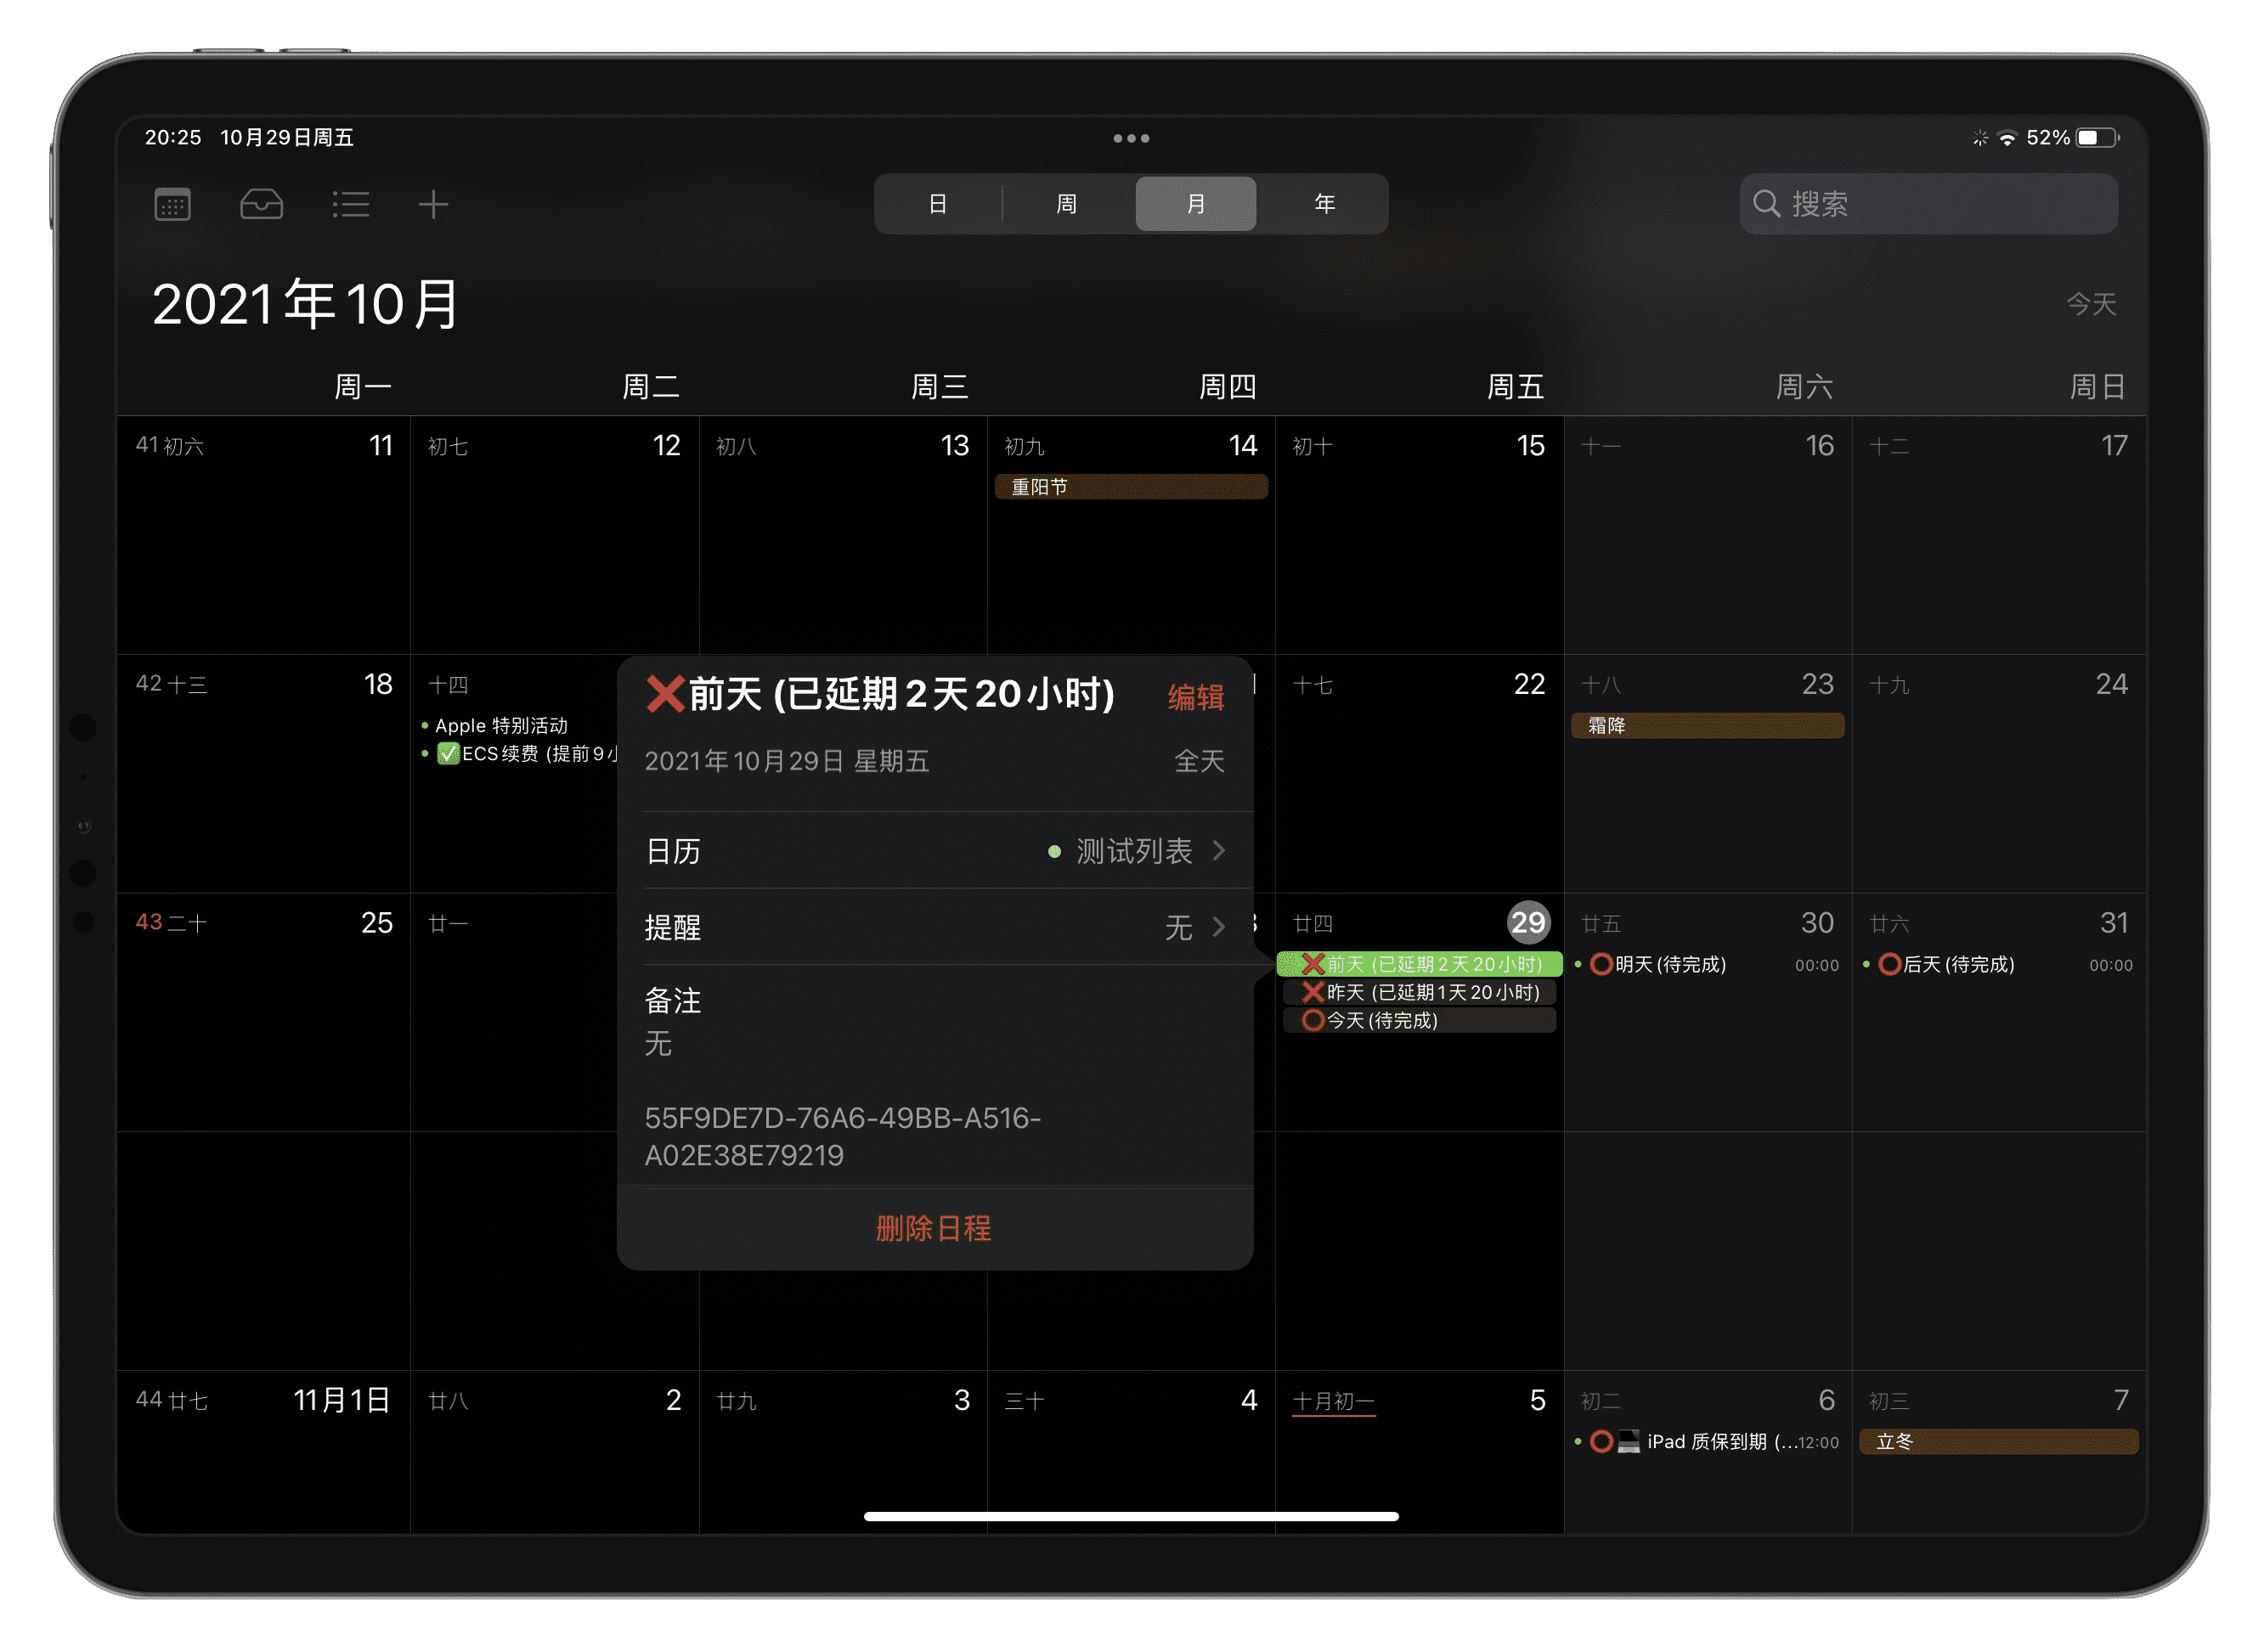 20:25 10月29日周五
52%
日 周 月 年
搜索
2021年10月
今天
周一 周二 周三 周四 周五 周六 周日
41 初六 11 初七 12 初八 13 初九 14 初十 15 十一 16 十二 17
重阳节
42 十三 18 十四 十七 22 十八 23 十九 24
Apple 特别活动
✅ECS续费 (提前9小
霜降
❌前天 (已延期2天20小时) 编辑
2021年10月29日 星期五 全天
日历 测试列表
提醒 无
备注
无
55F9DE7D-76A6-49BB-A516-
A02E38E79219
删除日程
43 二十 25 廿一 廿四 29 廿五 30 廿六 31
❌前天 (已延期2天20小时)
❌昨天 (已延期1天20小时)
⭕今天(待完成)
⭕明天(待完成) 00:00
⭕后天(待完成) 00:00
44 廿七 11月1日 廿八 2 廿九 3 三十 4 十月初一 5 初二 6 初三 7
⭕💻 iPad 质保到期 (...12:00
立冬